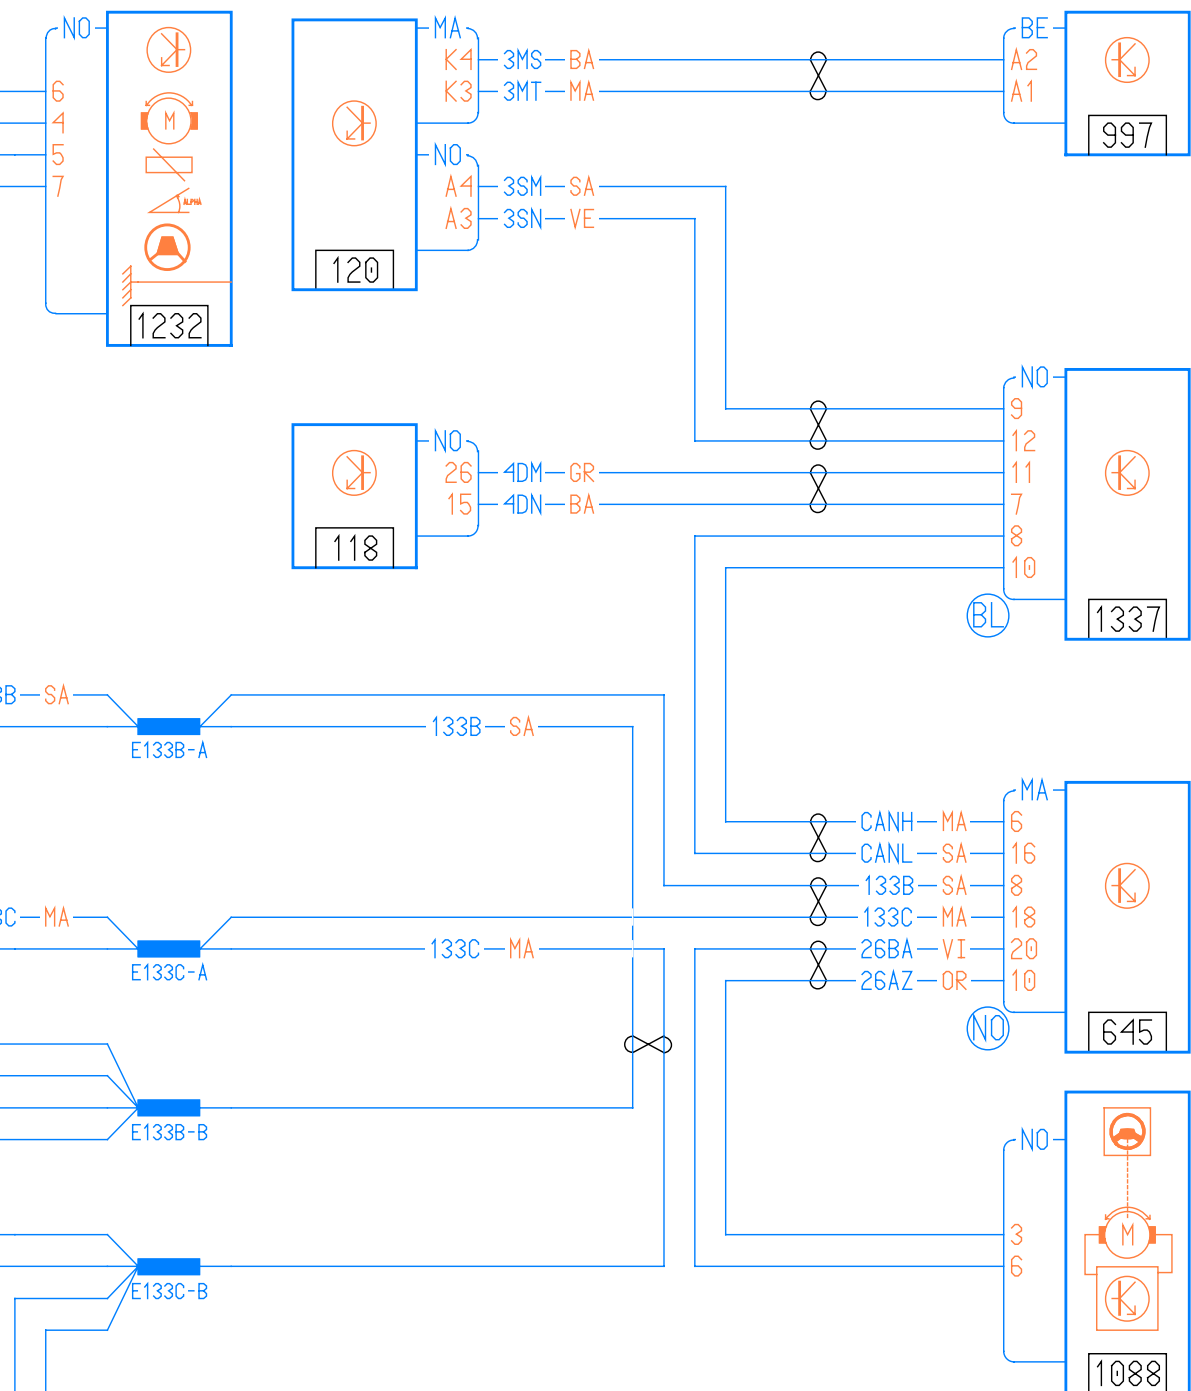 NO
6
4
5
7
M
ALPHA
1232
MA
K4 3MS BA
K3 3MT MA
NO
A4 3SM SA
A3 3SN VE
120
BE
A2
A1
997
NO
9
12
11
7
8
10
BL
1337
NO
26 4DM GR
15 4DN BA
118
B SA
E133B-A
133B SA
C MA
E133C-A
133C MA
E133B-B
E133C-B
MA
CANH MA 6
CANL SA 16
133B SA 8
133C MA 18
26BA VI 20
26AZ OR 10
NO
645
NO
3
6
M
1088